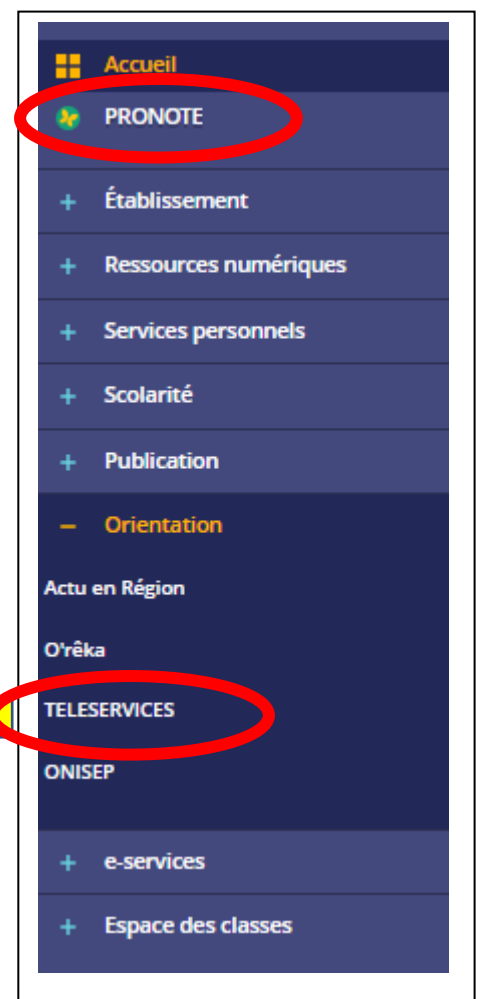 Accueil
PRONOTE
+ Établissement
+ Ressources numériques
+ Services personnels
+ Scolarité
+ Publication
– Orientation
Actu en Région
O'rêka
TELESERVICES
ONISEP
+ e-services
+ Espace des classes